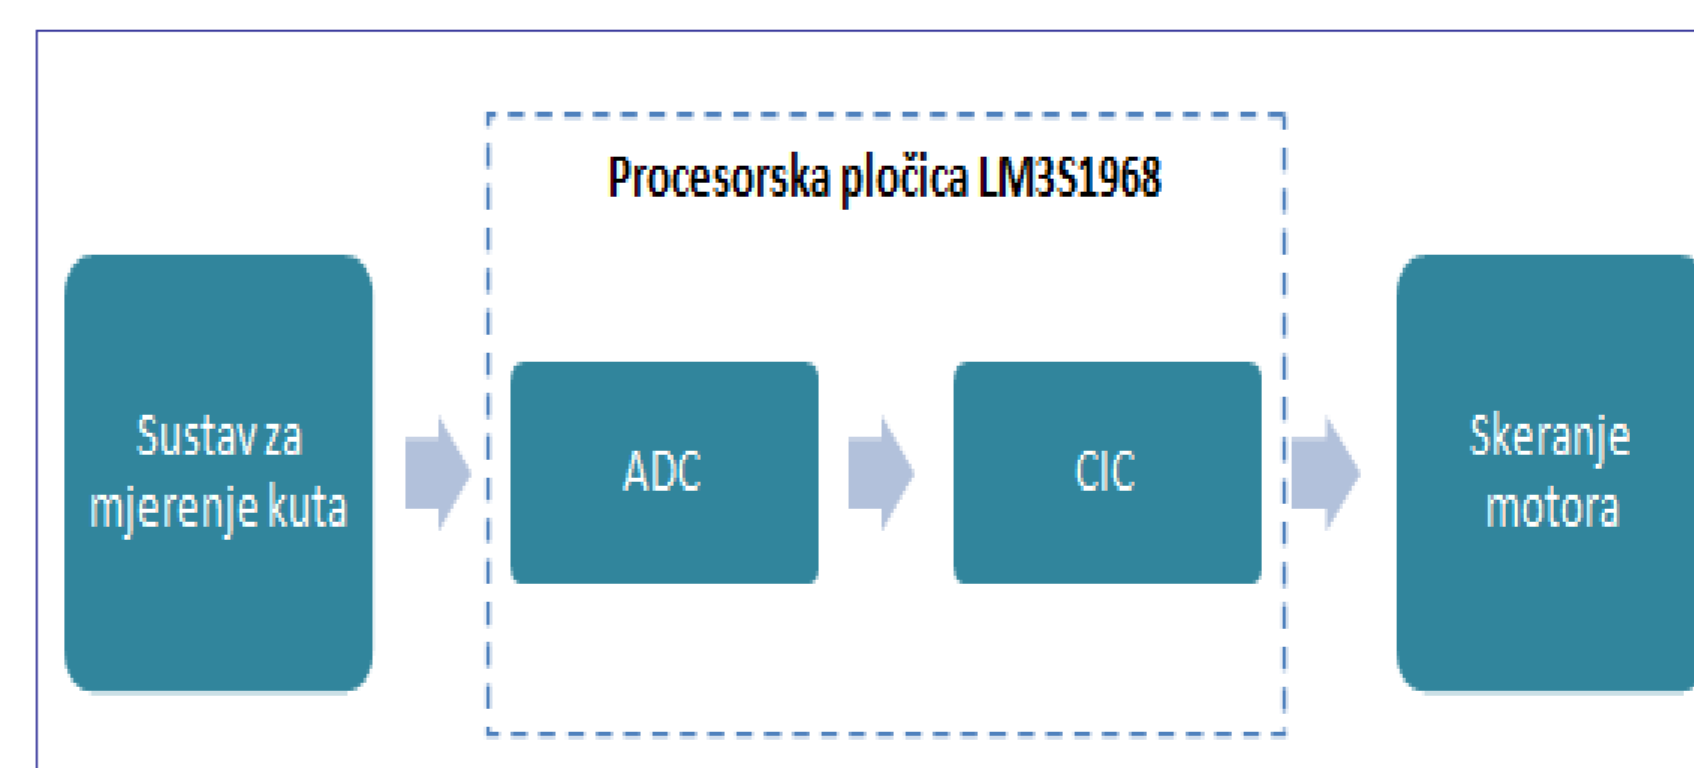 Procesorska pločica LM3S1968
Sustav za
mjerenje kuta
ADC
CIC
Skeranje
motora